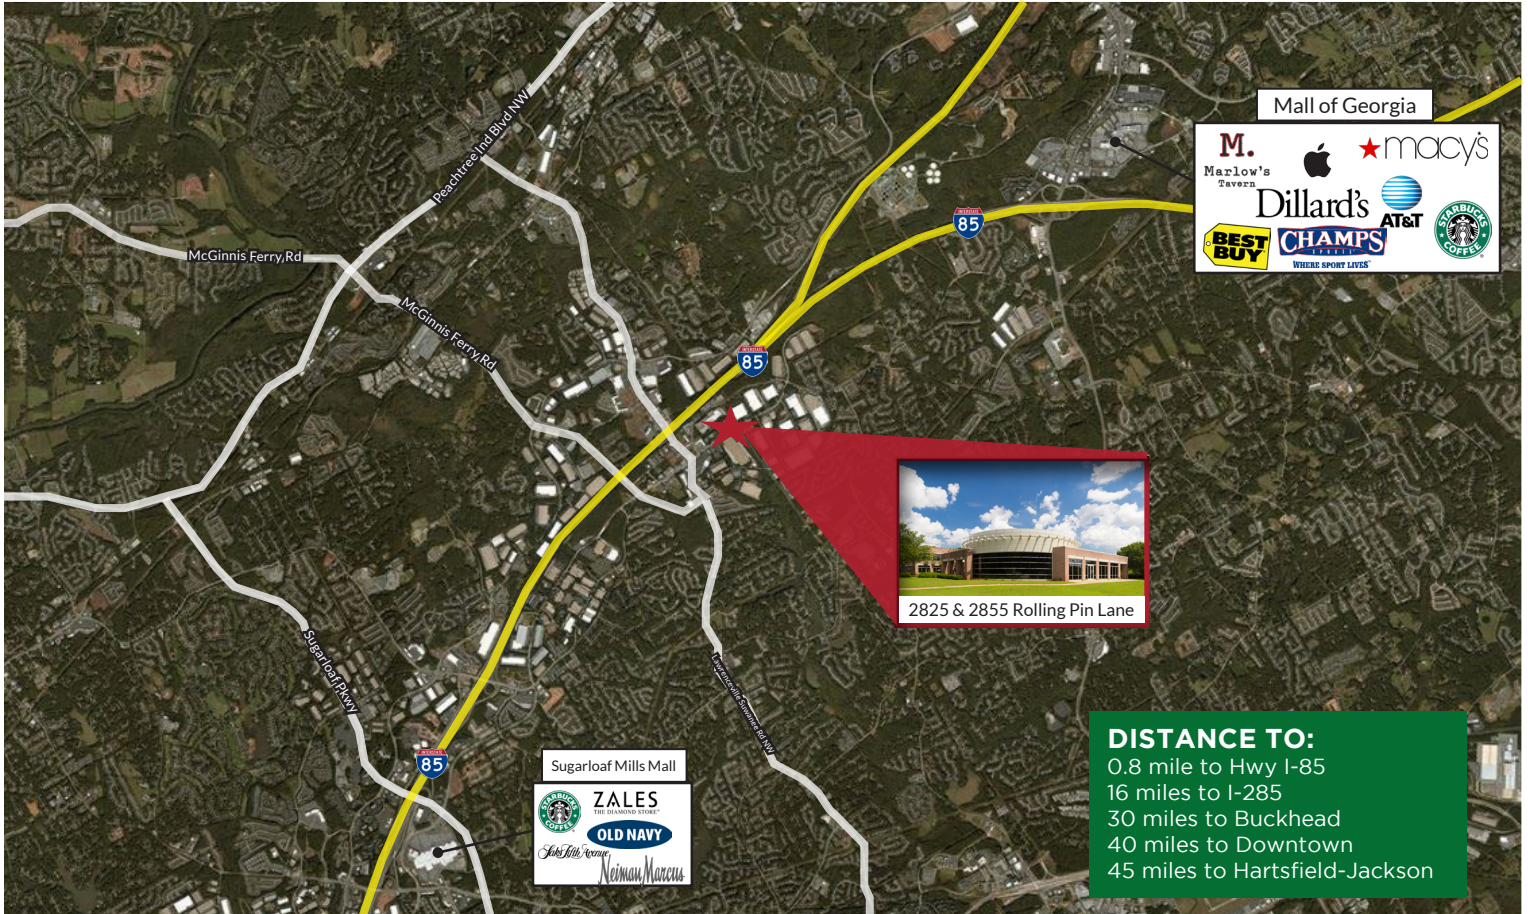 Peachtree Ind Blvd NW
Mall of Georgia
M.
Marlow's
Tavern
macy's
Dillard's
AT&T
STARBUCKS
COFFEE
BEST
BUY
CHAMPS
SPORTS
WHERE SPORT LIVES
INTERSTATE
85
McGinnis Ferry Rd
McGinnis Ferry Rd
INTERSTATE
85
2825 & 2855 Rolling Pin Lane
Sugarloaf Pkwy
Lawrenceville Suwanee Rd NW
INTERSTATE
85
Sugarloaf Mills Mall
STARBUCKS
COFFEE
ZALES
THE DIAMOND STORE
OLD NAVY
Saks Fifth Avenue
Neiman Marcus
DISTANCE TO:
0.8 mile to Hwy I-85
16 miles to I-285
30 miles to Buckhead
40 miles to Downtown
45 miles to Hartsfield-Jackson